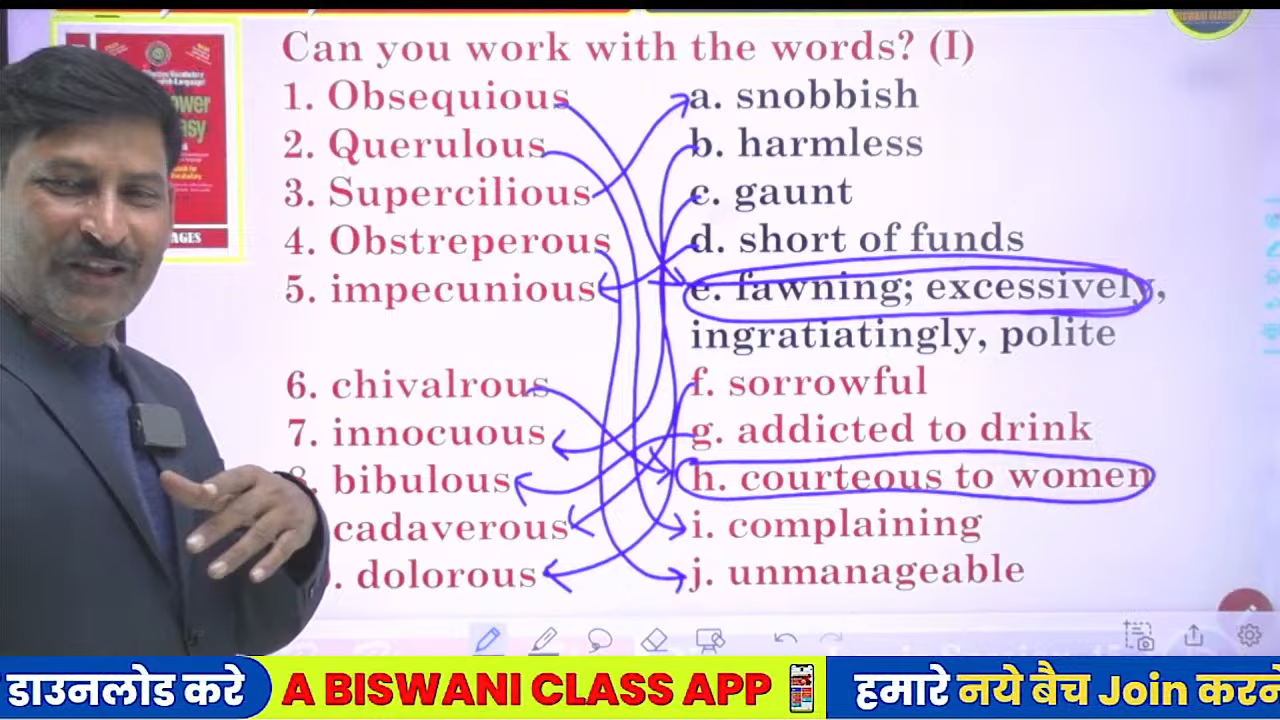 Can you work with the words? (I)
1. Obsequious
a. snobbish
2. Querulous
b. harmless
3. Supercilious
c. gaunt
4. Obstreperous
d. short of funds
5. impecunious
e. fawning; excessively,
ingratiatingly, polite
6. chivalrous
f. sorrowful
7. innocuous
g. addicted to drink
8. bibulous
h. courteous to women
cadaverous
i. complaining
. dolorous
j. unmanageable
डाउनलोड करे
A BISWANI CLASS APP
हमारे नये बैच Join करने